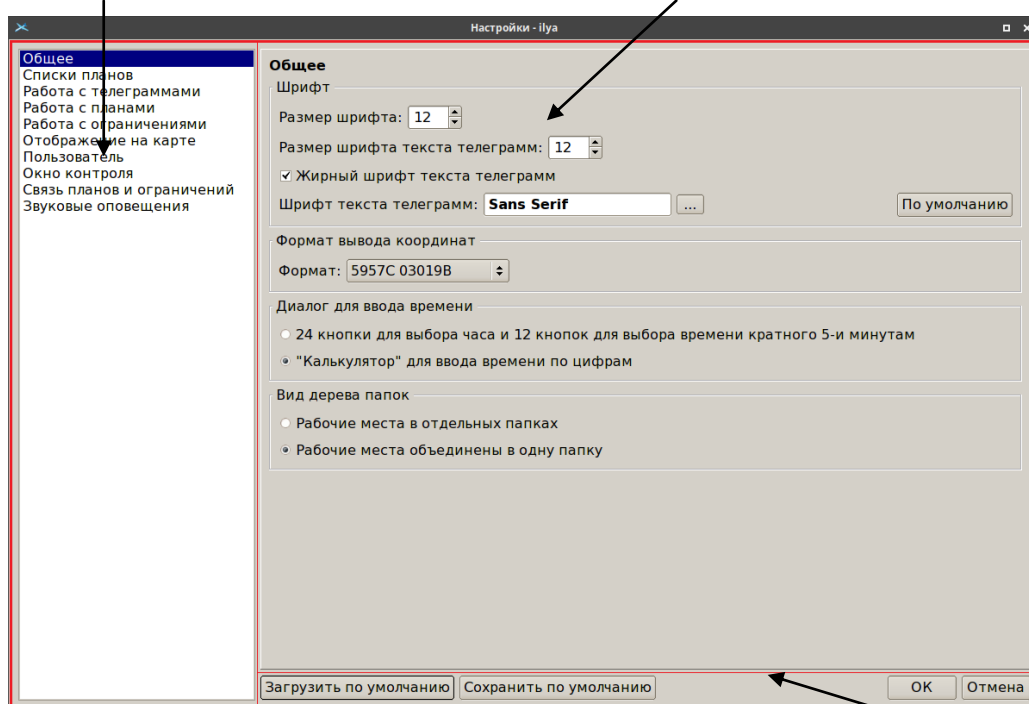 Настройки - ilya
Общее
Списки планов
Работа с телеграммами
Работа с планами
Работа с ограничениями
Отображение на карте
Пользователь
Окно контроля
Связь планов и ограничений
Звуковые оповещения
Общее
Шрифт
Размер шрифта: 12
Размер шрифта текста телеграмм: 12
Жирный шрифт текста телеграмм
Шрифт текста телеграмм: Sans Serif ... По умолчанию
Формат вывода координат
Формат: 5957С 03019В
Диалог для ввода времени
24 кнопки для выбора часа и 12 кнопок для выбора времени кратного 5-и минутам
"Калькулятор" для ввода времени по цифрам
Вид дерева папок
Рабочие места в отдельных папках
Рабочие места объединены в одну папку
Загрузить по умолчанию Сохранить по умолчанию ОК Отмена